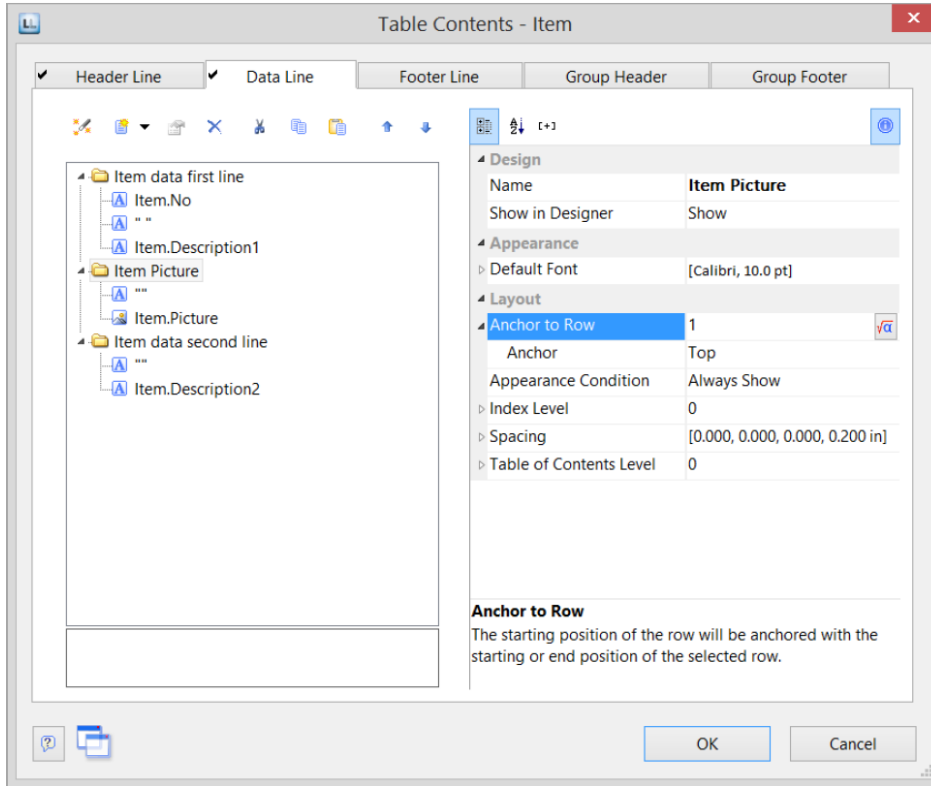 LL
Table Contents - Item
Header Line
Data Line
Footer Line
Group Header
Group Footer
Item data first line
Item.No
" "
Item.Description1
Item Picture
""
Item.Picture
Item data second line
""
Item.Description2
[+]
Design
Name Item Picture
Show in Designer Show
Appearance
Default Font [Calibri, 10.0 pt]
Layout
Anchor to Row 1
Anchor Top
Appearance Condition Always Show
Index Level 0
Spacing [0.000, 0.000, 0.000, 0.200 in]
Table of Contents Level 0
Anchor to Row
The starting position of the row will be anchored with the
starting or end position of the selected row.
OK
Cancel